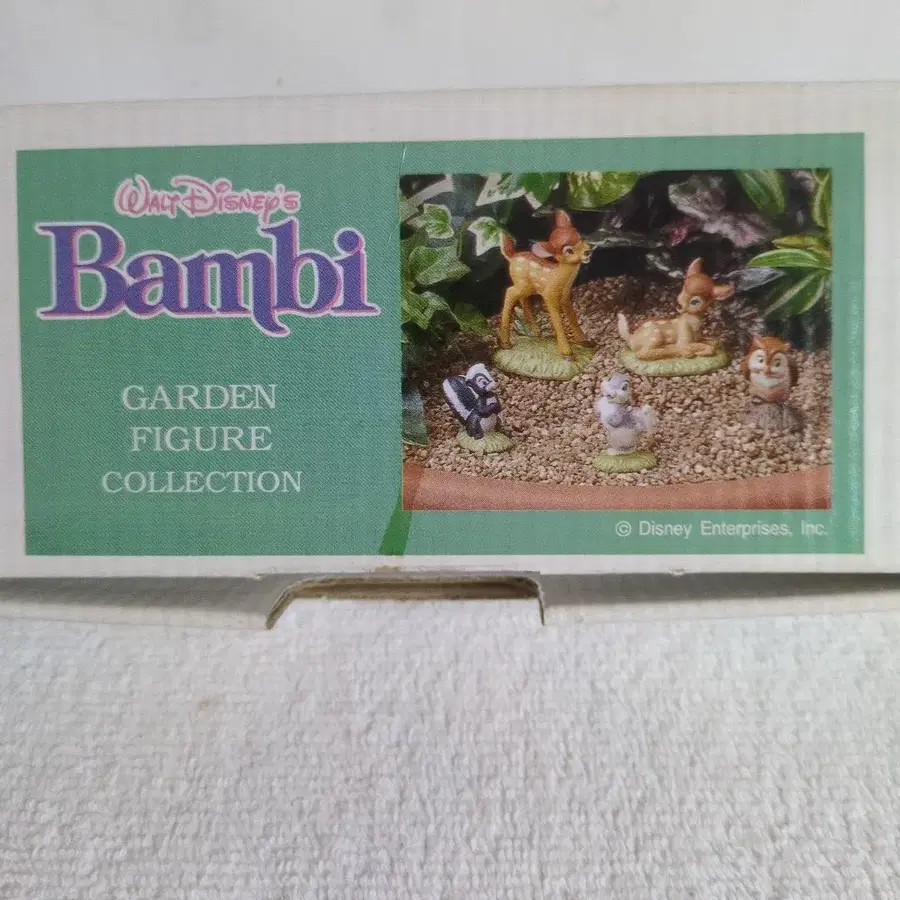 WALT DISNEY'S
Bambi
GARDEN
FIGURE
COLLECTION
© Disney Enterprises, Inc.